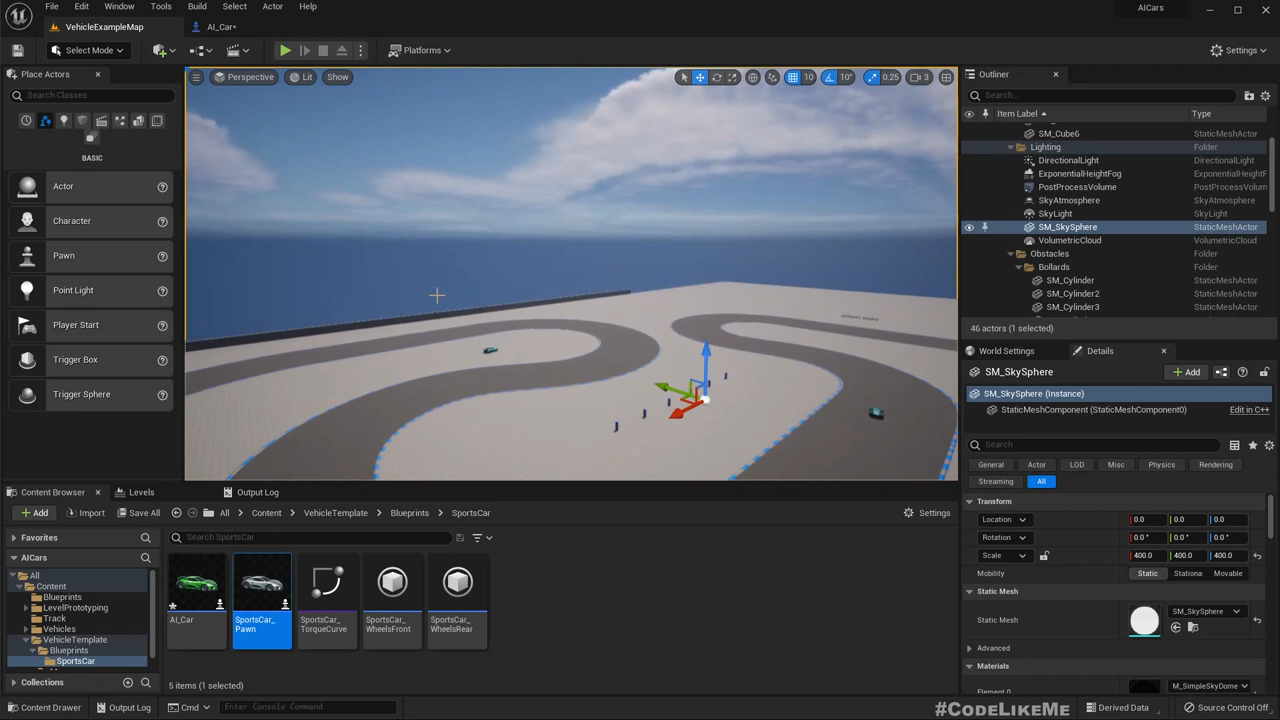 File Edit Window Tools Build Select Actor Help
AICars
VehicleExampleMap
AI_Car•
Select Mode
Platforms
Settings
Place Actors
Search Classes
BASIC
Actor
Character
Pawn
Point Light
Player Start
Trigger Box
Trigger Sphere
Perspective Lit Show
10 10° 0.25 3
Outliner
Search...
Item Label Type
SM_Cube6 StaticMeshActor
Lighting Folder
DirectionalLight DirectionalLight
ExponentialHeightFog ExponentialHeightF
PostProcessVolume PostProcessVolum
SkyAtmosphere SkyAtmosphere
SkyLight SkyLight
SM_SkySphere StaticMeshActor
VolumetricCloud VolumetricCloud
Obstacles Folder
Bollards Folder
SM_Cylinder StaticMeshActor
SM_Cylinder2 StaticMeshActor
SM_Cylinder3 StaticMeshActor
46 actors (1 selected)
World Settings Details
SM_SkySphere
Add
SM_SkySphere (Instance)
StaticMeshComponent (StaticMeshComponent0) Edit in C++
Search
General Actor LOD Misc Physics Rendering
Streaming All
Transform
Location 0.0 0.0 0.0
Rotation 0.0 ° 0.0 ° 0.0 °
Scale 400.0 400.0 400.0
Mobility Static Stationa Movable
Static Mesh
Static Mesh SM_SkySphere
Advanced
Materials
Element 0 M_SimpleSkyDome
Content Browser Levels Output Log
Add Import Save All All Content VehicleTemplate Blueprints SportsCar Settings
Favorites
Search SportsCar
AICars
All
Content
Blueprints
LevelPrototyping
Track
Vehicles
VehicleTemplate
Blueprints
SportsCar
Collections
AI_Car
SportsCar_
Pawn
SportsCar_
TorqueCurve
SportsCar_
WheelsFront
SportsCar_
WheelsRear
5 items (1 selected)
Content Drawer Output Log Cmd Enter Console Command
#CODELIKEME
Derived Data Source Control Off